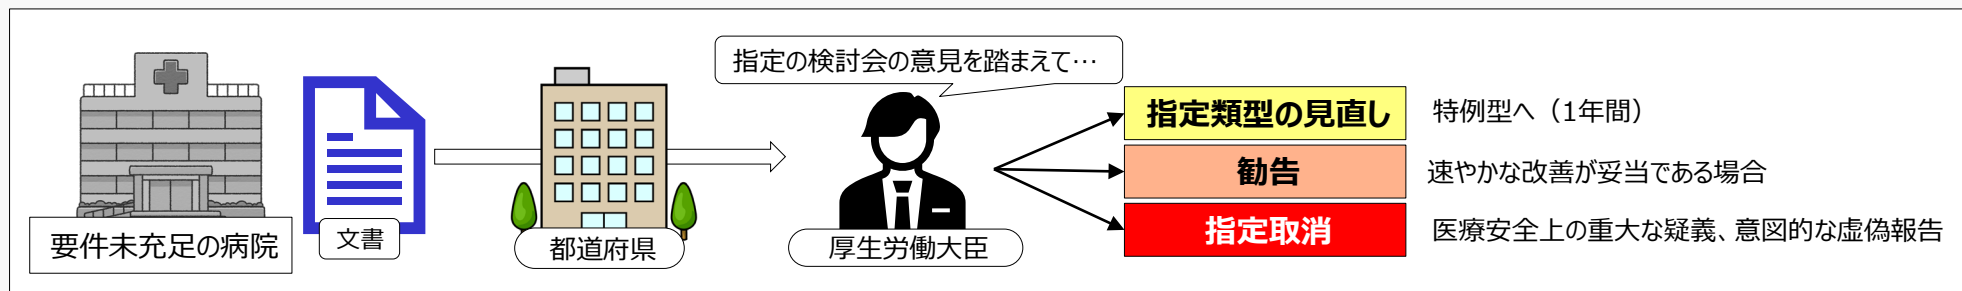 指定の検討会の意見を踏まえて…
要件未充足の病院
文書
都道府県
厚生労働大臣
指定類型の見直し 特例型へ（1年間）
勧告 速やかな改善が妥当である場合
指定取消 医療安全上の重大な疑義、意図的な虚偽報告